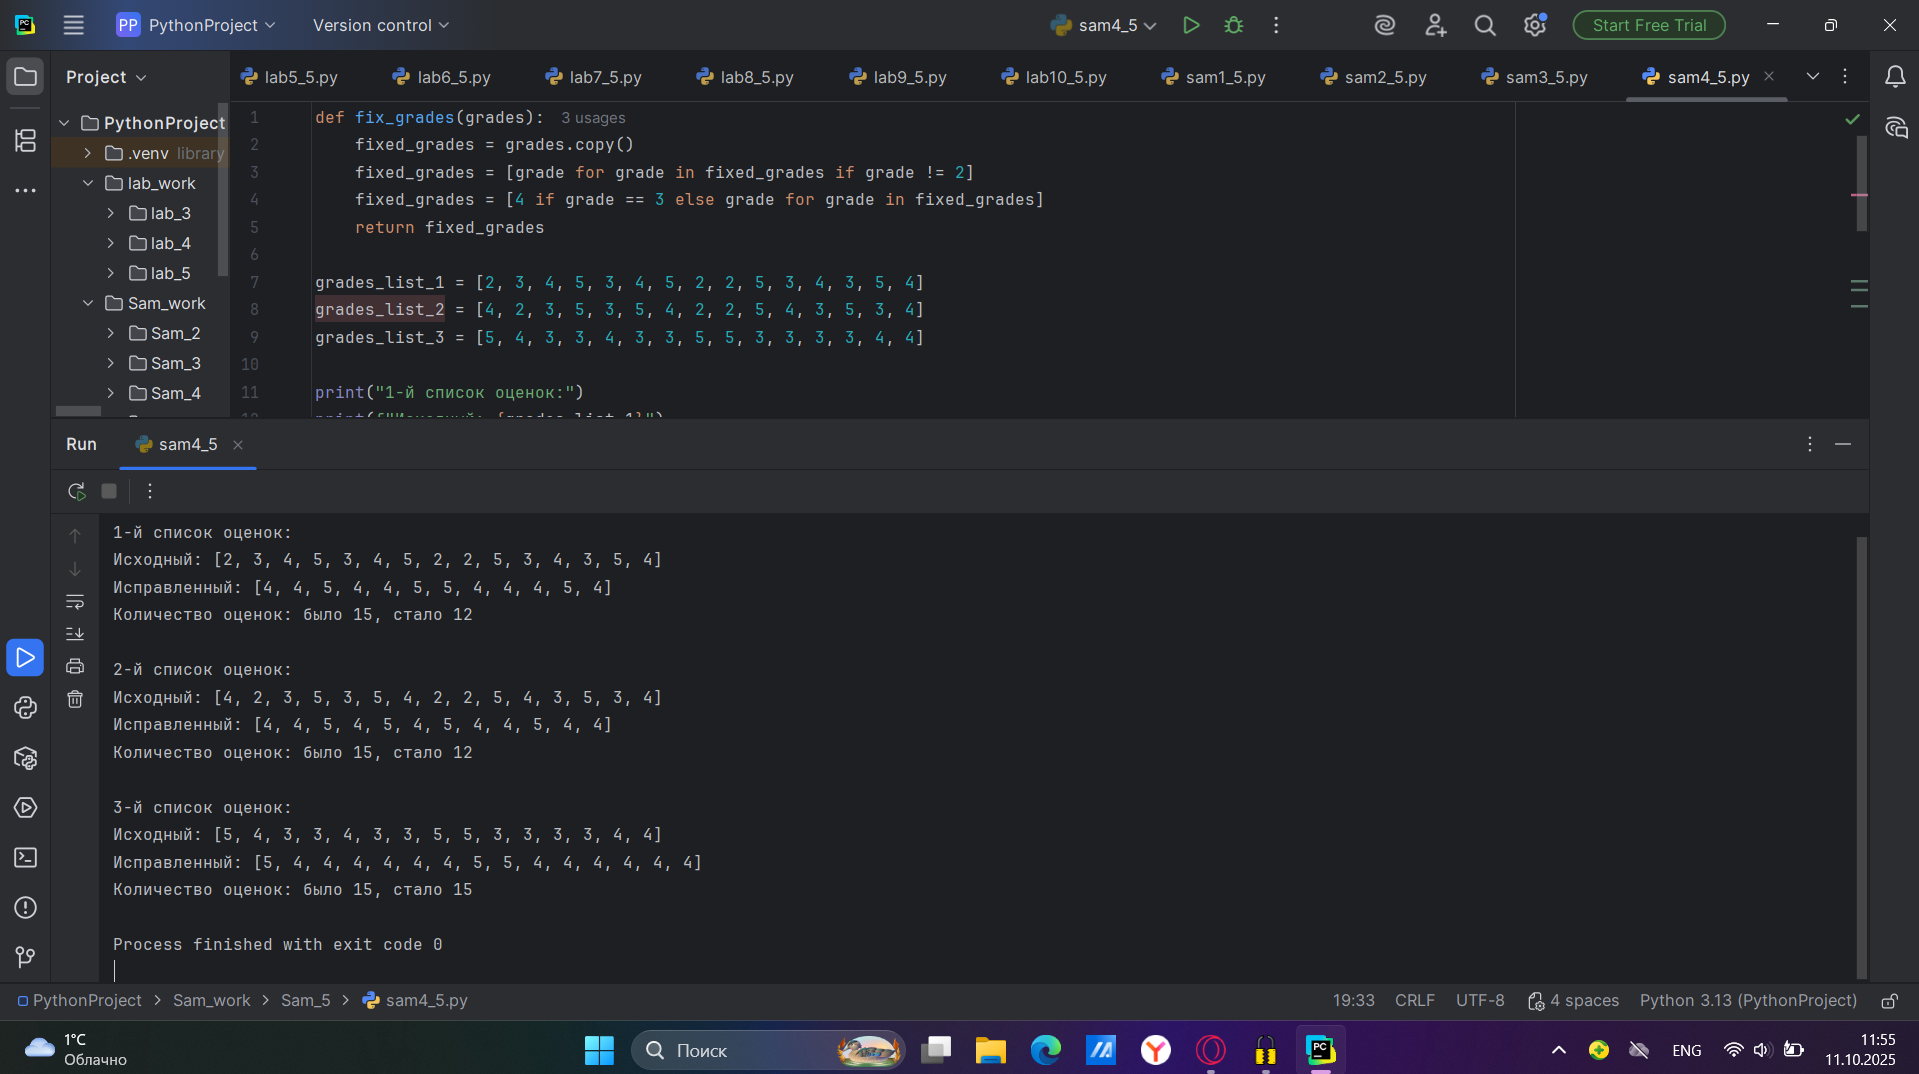 PP PythonProject Version control sam4_5 Start Free Trial
Project lab5_5.py lab6_5.py lab7_5.py lab8_5.py lab9_5.py lab10_5.py sam1_5.py sam2_5.py sam3_5.py sam4_5.py
PythonProject
.venv library
lab_work
lab_3
lab_4
lab_5
Sam_work
Sam_2
Sam_3
Sam_4
1 def fix_grades(grades): 3 usages
2 fixed_grades = grades.copy()
3 fixed_grades = [grade for grade in fixed_grades if grade != 2]
4 fixed_grades = [4 if grade == 3 else grade for grade in fixed_grades]
5 return fixed_grades
6
7 grades_list_1 = [2, 3, 4, 5, 3, 4, 5, 2, 2, 5, 3, 4, 3, 5, 4]
8 grades_list_2 = [4, 2, 3, 5, 3, 5, 4, 2, 2, 5, 4, 3, 5, 3, 4]
9 grades_list_3 = [5, 4, 3, 3, 4, 3, 3, 5, 5, 3, 3, 3, 3, 4, 4]
10
11 print("1-й список оценок:")
Run sam4_5
1-й список оценок:
Исходный: [2, 3, 4, 5, 3, 4, 5, 2, 2, 5, 3, 4, 3, 5, 4]
Исправленный: [4, 4, 5, 4, 4, 5, 5, 4, 4, 4, 5, 4]
Количество оценок: было 15, стало 12
2-й список оценок:
Исходный: [4, 2, 3, 5, 3, 5, 4, 2, 2, 5, 4, 3, 5, 3, 4]
Исправленный: [4, 4, 5, 4, 5, 4, 5, 4, 4, 5, 4, 4]
Количество оценок: было 15, стало 12
3-й список оценок:
Исходный: [5, 4, 3, 3, 4, 3, 3, 5, 5, 3, 3, 3, 3, 4, 4]
Исправленный: [5, 4, 4, 4, 4, 4, 4, 5, 5, 4, 4, 4, 4, 4, 4]
Количество оценок: было 15, стало 15
Process finished with exit code 0
PythonProject > Sam_work > Sam_5 > sam4_5.py 19:33 CRLF UTF-8 4 spaces Python 3.13 (PythonProject)
1°C
Облачно
Поиск
ENG
11:55
11.10.2025